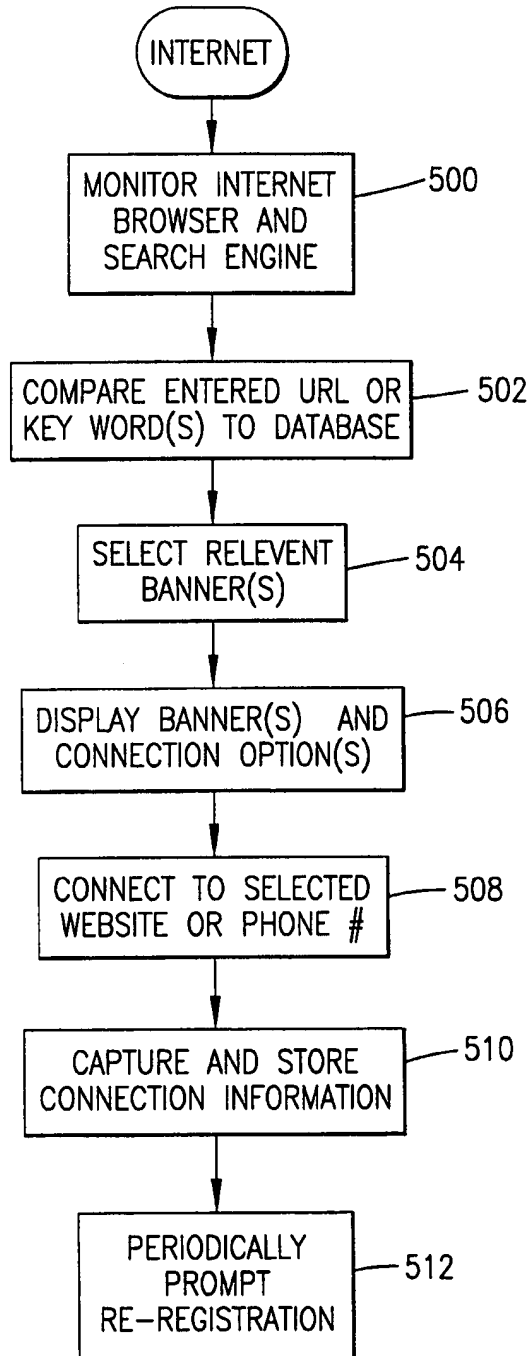 INTERNET
MONITOR INTERNET
BROWSER AND
SEARCH ENGINE
500
COMPARE ENTERED URL OR
KEY WORD(S) TO DATABASE
502
SELECT RELEVENT
BANNER(S)
504
DISPLAY BANNER(S) AND
CONNECTION OPTION(S)
506
CONNECT TO SELECTED
WEBSITE OR PHONE #
508
CAPTURE AND STORE
CONNECTION INFORMATION
510
PERIODICALLY
PROMPT
RE-REGISTRATION
512